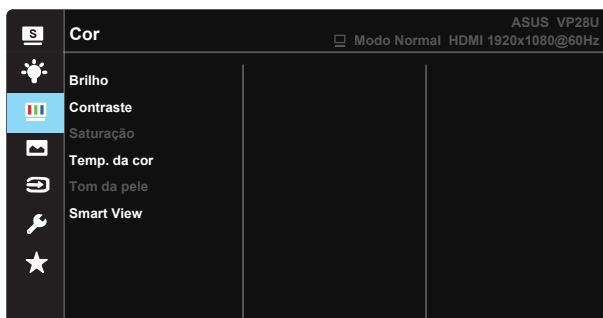 S
Cor
ASUS VP28U
Modo Normal HDMI 1920x1080@60Hz
Brilho
Contraste
Saturação
Temp. da cor
Tom da pele
Smart View